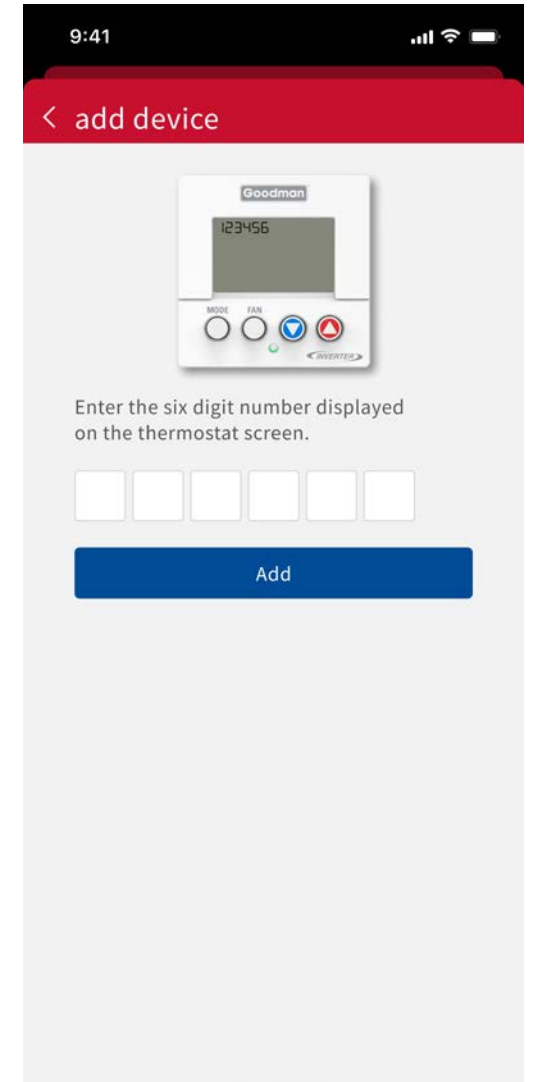 9:41
add device
Goodman
123456
MODE FAN
INVERTER
Enter the six digit number displayed
on the thermostat screen.
Add